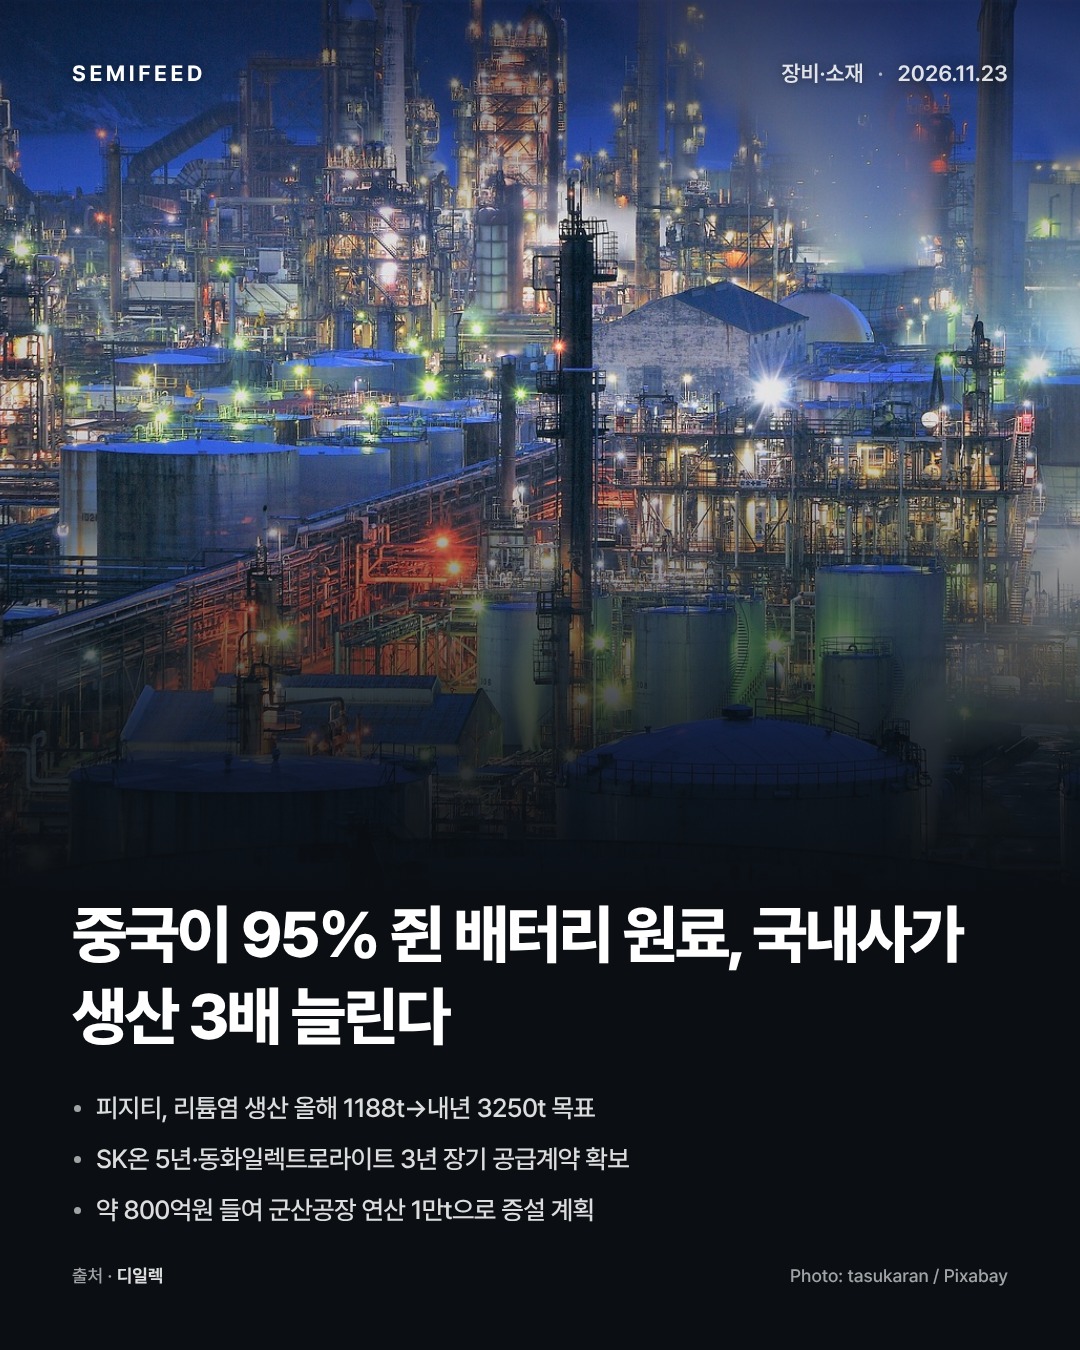 SEMIFEED
장비·소재 · 2026.11.23
중국이 95% 쥔 배터리 원료, 국내사가
생산 3배 늘린다
• 피지티, 리튬염 생산 올해 1188t→내년 3250t 목표
• SK온 5년·동화일렉트로라이트 3년 장기 공급계약 확보
• 약 800억원 들여 군산공장 연산 1만t으로 증설 계획
출처 · 디일렉
Photo: tasukaran / Pixabay